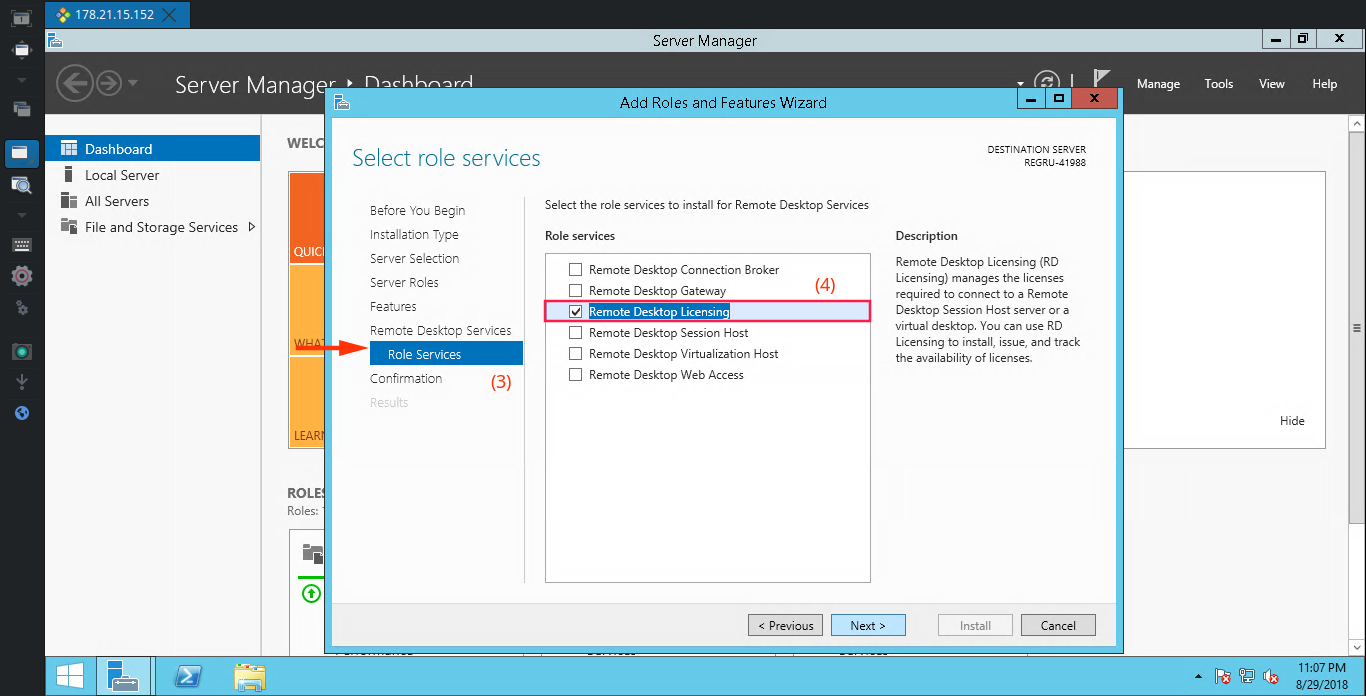 1
178.21.15.152
Server Manager
Server Manager
Dashboard
Manage
Tools
View
Help
Add Roles and Features Wizard
Dashboard
Local Server
All Servers
File and Storage Services
Select role services
DESTINATION SERVER
REGRU-41988
Before You Begin
Installation Type
Server Selection
Server Roles
Features
Remote Desktop Services
Role Services
Confirmation
Results
(3)
Select the role services to install for Remote Desktop Services
Role services
Remote Desktop Connection Broker
Remote Desktop Gateway
Remote Desktop Licensing
Remote Desktop Session Host
Remote Desktop Virtualization Host
Remote Desktop Web Access
(4)
Description
Remote Desktop Licensing (RD
Licensing) manages the licenses
required to connect to a Remote
Desktop Session Host server or a
virtual desktop. You can use RD
Licensing to install, issue, and track
the availability of licenses.
WELC
QUIC
WHAT
LEARN
Hide
ROLES
Roles:
< Previous
Next >
Install
Cancel
11:07 PM
8/29/2018